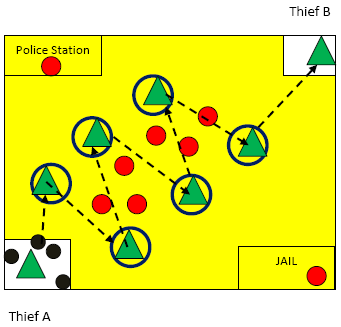 Thief B
Police Station
JAIL
Thief A